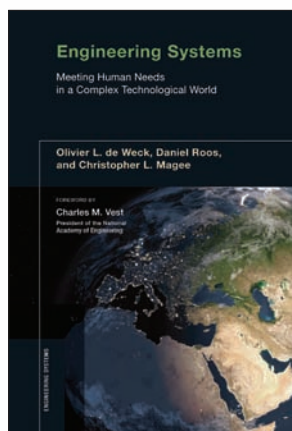 Engineering Systems
Meeting Human Needs
in a Complex Technological World
Olivier L. de Weck, Daniel Roos,
and Christopher L. Magee
FOREWORD BY
Charles M. Vest
President of the National
Academy of Engineering
ENGINEERING SYSTEMS